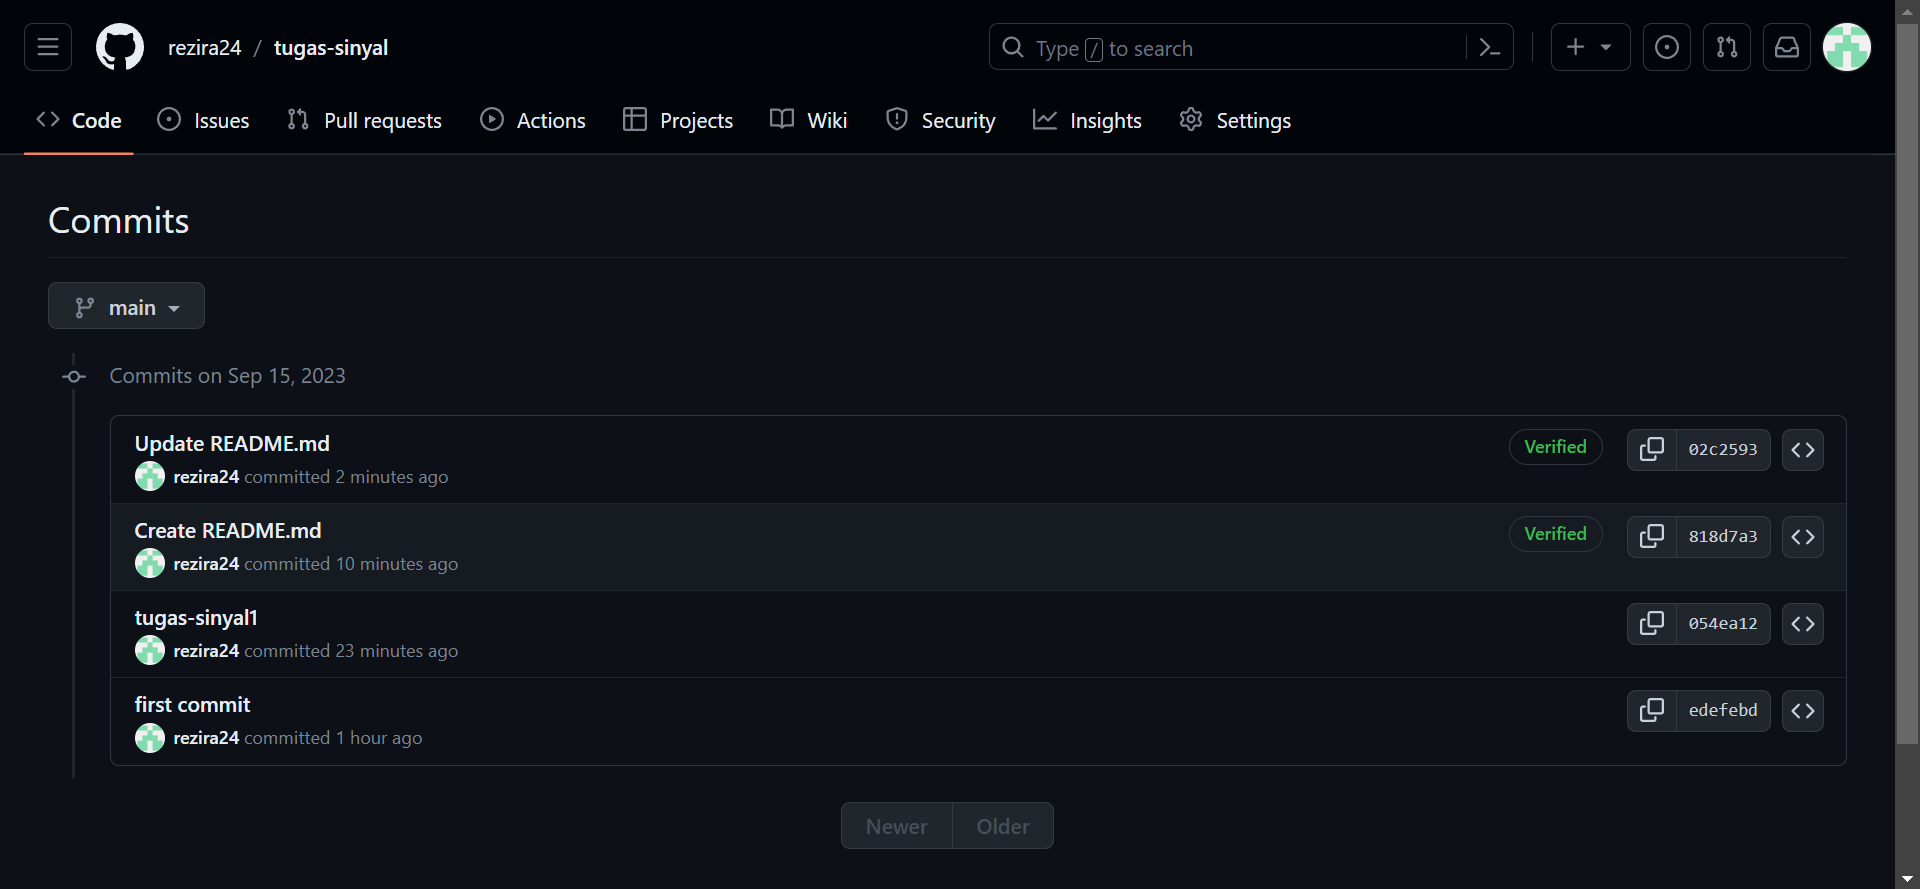 rezira24 / tugas-sinyal
Type / to search
Code Issues Pull requests Actions Projects Wiki Security Insights Settings
Commits
main
Commits on Sep 15, 2023
Update README.md
rezira24 committed 2 minutes ago
Verified
02c2593
Create README.md
rezira24 committed 10 minutes ago
Verified
818d7a3
tugas-sinyal1
rezira24 committed 23 minutes ago
054ea12
first commit
rezira24 committed 1 hour ago
edefebd
Newer Older